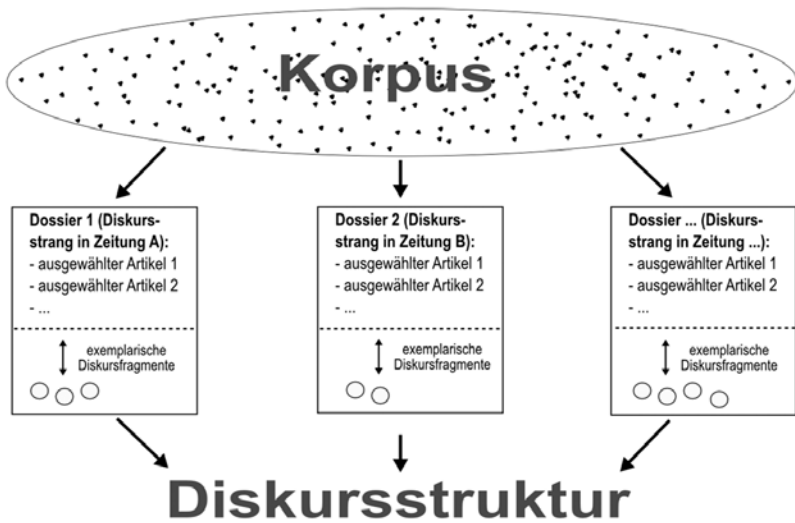 Korpus
Dossier 1 (Diskurs-
strang in Zeitung A):
- ausgewählter Artikel 1
- ausgewählter Artikel 2
- ...
exemplarische
Diskursfragmente
Dossier 2 (Diskurs-
strang in Zeitung B):
- ausgewählter Artikel 1
- ausgewählter Artikel 2
- ...
exemplarische
Diskursfragmente
Dossier ... (Diskurs-
strang in Zeitung ...):
- ausgewählter Artikel 1
- ausgewählter Artikel 2
- ...
exemplarische
Diskursfragmente
Diskursstruktur